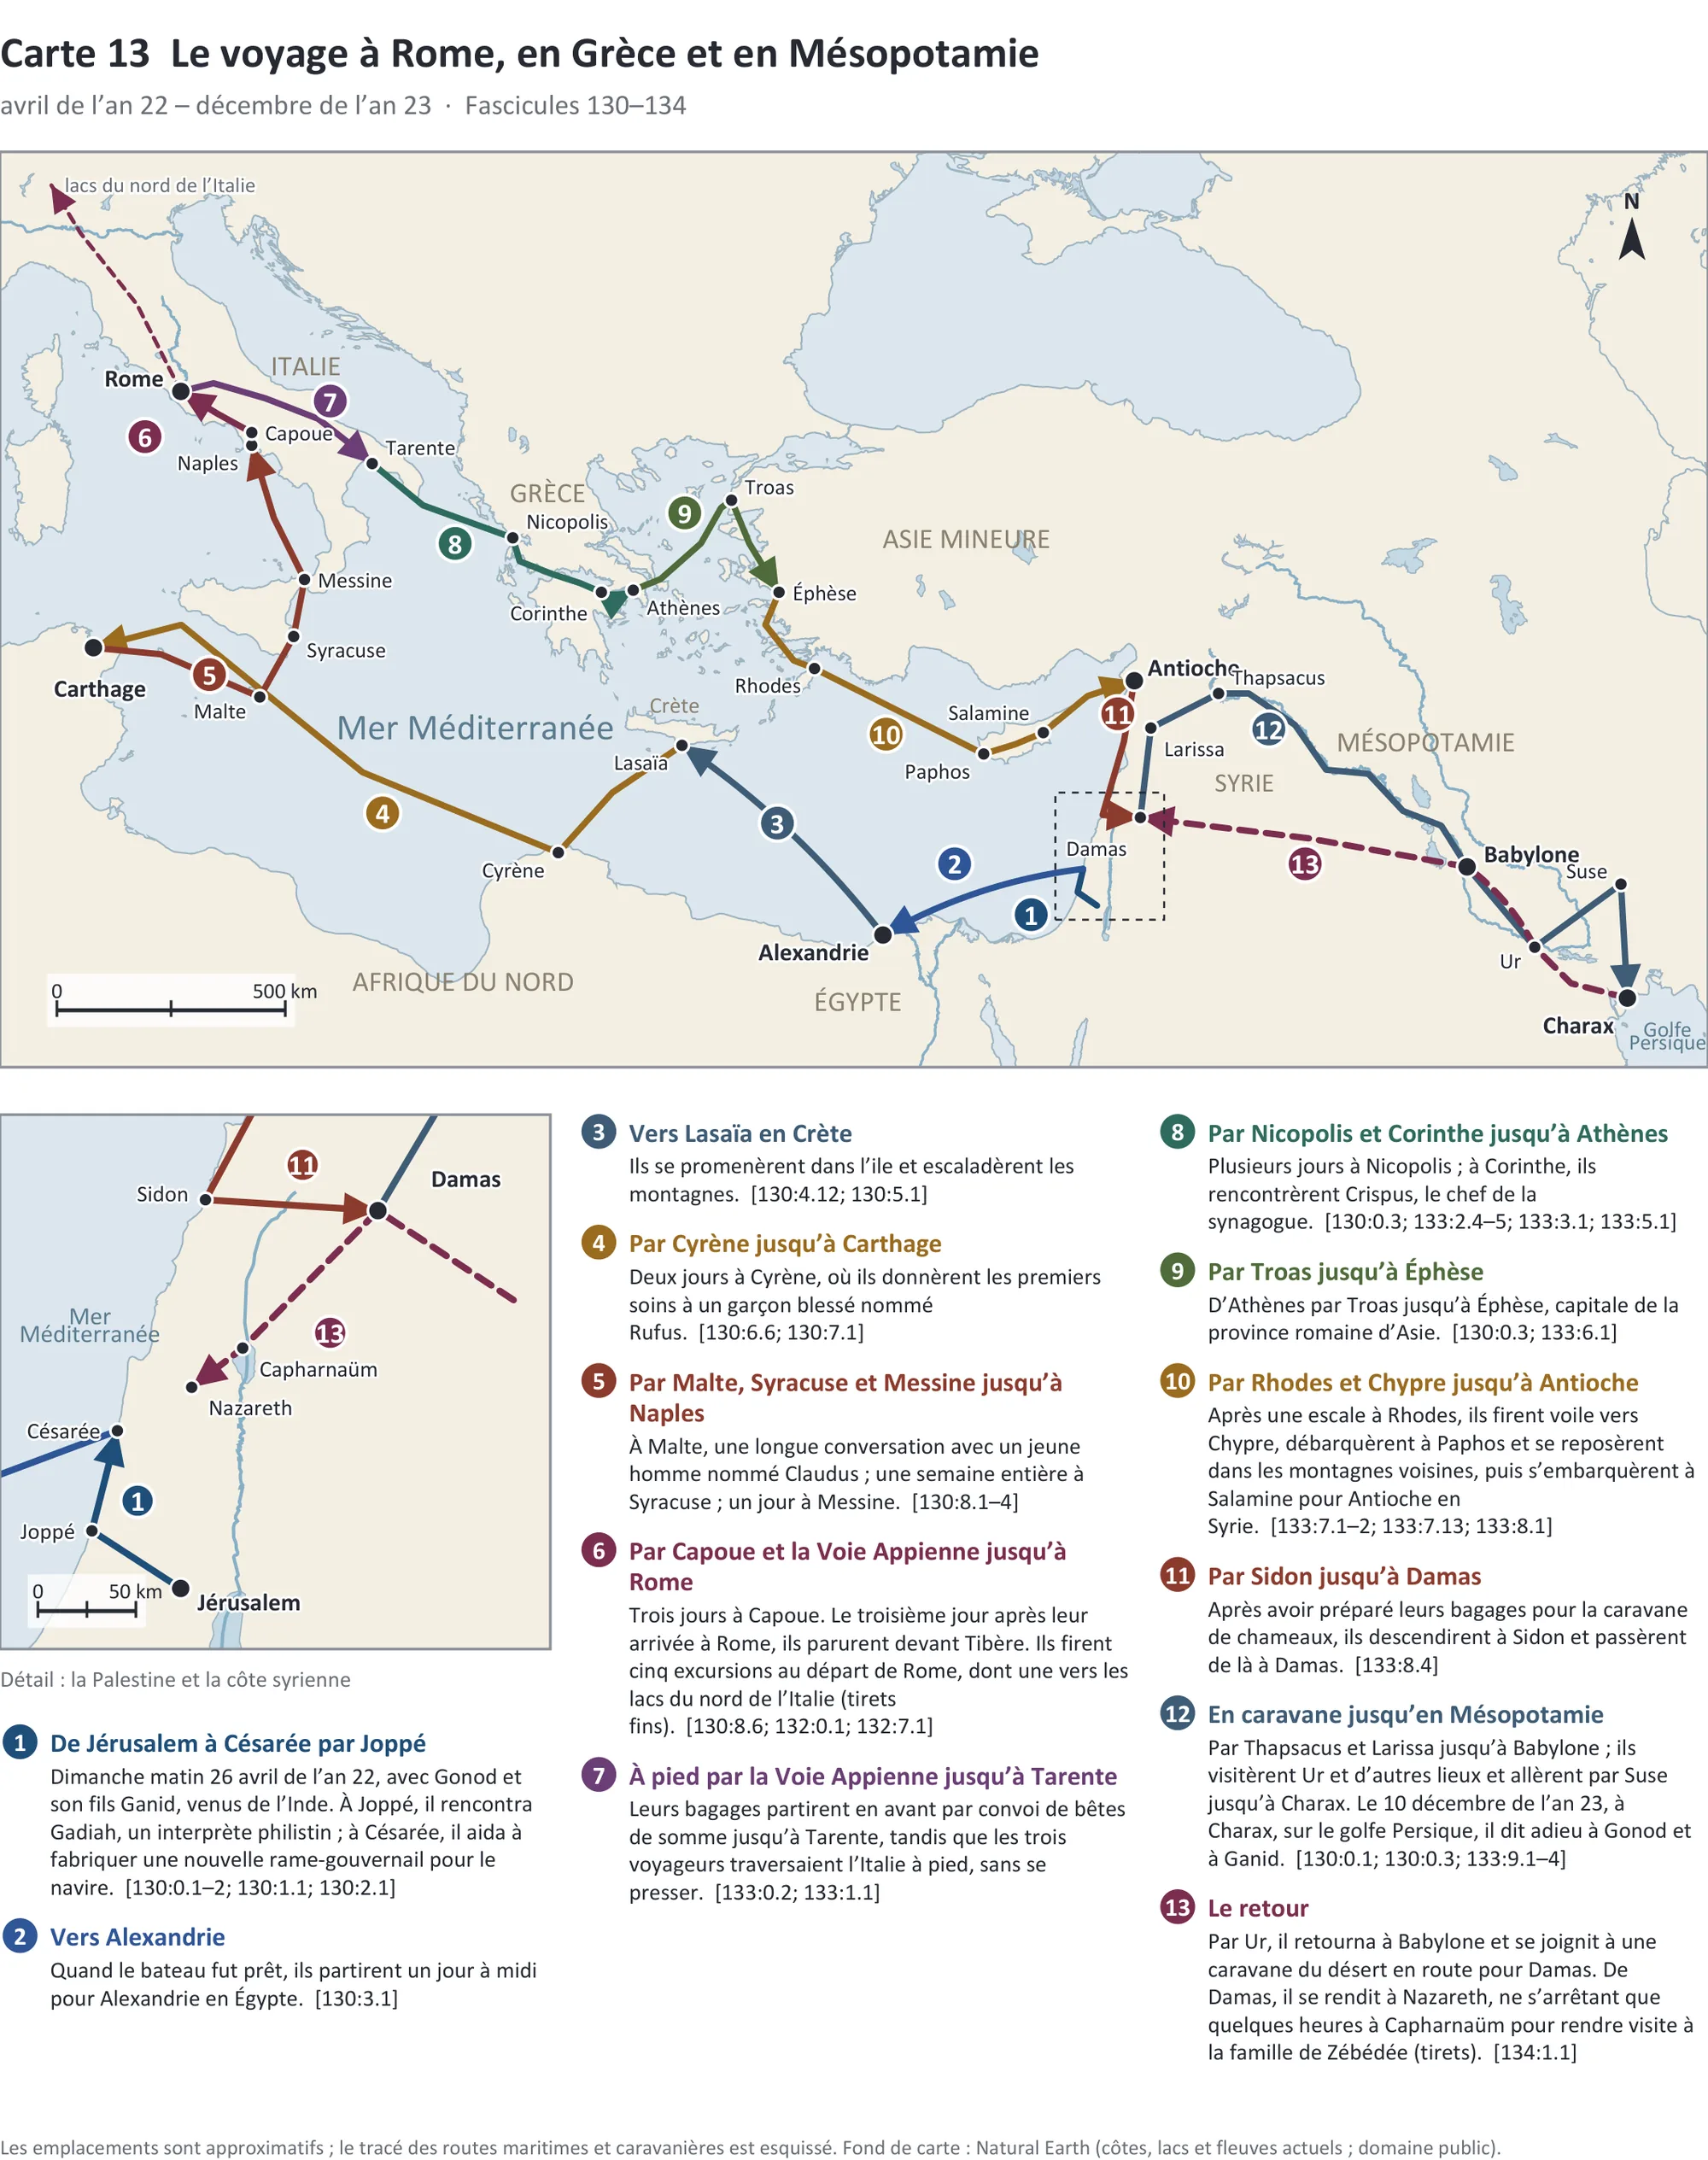 Carte 13 Le voyage à Rome, en Grèce et en Mésopotamie
avril de l’an 22 – décembre de l’an 23 · Fascicules 130–134
lacs du nord de l’Italie
N
ITALIE
Rome
7
6
Capoue
Naples
Tarente
GRÈCE
Nicopolis
8
9
Troas
ASIE MINEURE
Messine
Corinthe
Athènes
Éphèse
Syracuse
Carthage
5
Malte
Rhodes
Crète
Mer Méditerranée
Lasaïa
Salamine
10
Paphos
Antioche
Thapsacus
11
12
Larissa
MÉSOPOTAMIE
SYRIE
4
3
Cyrène
2
Damas
13
Babylone
Suse
1
Alexandrie
Ur
AFRIQUE DU NORD
ÉGYPTE
0 500 km
Charax
Golfe
Persique
11
Sidon
Damas
Mer
Méditerranée
13
Capharnaüm
Nazareth
Césarée
1
Joppé
0 50 km
Jérusalem
Détail : la Palestine et la côte syrienne
1 De Jérusalem à Césarée par Joppé
Dimanche matin 26 avril de l’an 22, avec Gonod et
son fils Ganid, venus de l’Inde. À Joppé, il rencontra
Gadiah, un interprète philistin ; à Césarée, il aida à
fabriquer une nouvelle rame-gouvernail pour le
navire. [130:0.1–2; 130:1.1; 130:2.1]
2 Vers Alexandrie
Quand le bateau fut prêt, ils partirent un jour à midi
pour Alexandrie en Égypte. [130:3.1]
3 Vers Lasaïa en Crète
Ils se promenèrent dans l’ile et escaladèrent les
montagnes. [130:4.12; 130:5.1]
4 Par Cyrène jusqu’à Carthage
Deux jours à Cyrène, où ils donnèrent les premiers
soins à un garçon blessé nommé
Rufus. [130:6.6; 130:7.1]
5 Par Malte, Syracuse et Messine jusqu’à
Naples
À Malte, une longue conversation avec un jeune
homme nommé Claudus ; une semaine entière à
Syracuse ; un jour à Messine. [130:8.1–4]
6 Par Capoue et la Voie Appienne jusqu’à
Rome
Trois jours à Capoue. Le troisième jour après leur
arrivée à Rome, ils parurent devant Tibère. Ils firent
cinq excursions au départ de Rome, dont une vers les
lacs du nord de l’Italie (tirets
fins). [130:8.6; 132:0.1; 132:7.1]
7 À pied par la Voie Appienne jusqu’à Tarente
Leurs bagages partirent en avant par convoi de bêtes
de somme jusqu’à Tarente, tandis que les trois
voyageurs traversaient l’Italie à pied, sans se
presser. [133:0.2; 133:1.1]
8 Par Nicopolis et Corinthe jusqu’à Athènes
Plusieurs jours à Nicopolis ; à Corinthe, ils
rencontrèrent Crispus, le chef de la
synagogue. [130:0.3; 133:2.4–5; 133:3.1; 133:5.1]
9 Par Troas jusqu’à Éphèse
D’Athènes par Troas jusqu’à Éphèse, capitale de la
province romaine d’Asie. [130:0.3; 133:6.1]
10 Par Rhodes et Chypre jusqu’à Antioche
Après une escale à Rhodes, ils firent voile vers
Chypre, débarquèrent à Paphos et se reposèrent
dans les montagnes voisines, puis s’embarquèrent à
Salamine pour Antioche en
Syrie. [133:7.1–2; 133:7.13; 133:8.1]
11 Par Sidon jusqu’à Damas
Après avoir préparé leurs bagages pour la caravane
de chameaux, ils descendirent à Sidon et passèrent
de là à Damas. [133:8.4]
12 En caravane jusqu’en Mésopotamie
Par Thapsacus et Larissa jusqu’à Babylone ; ils
visitèrent Ur et d’autres lieux et allèrent par Suse
jusqu’à Charax. Le 10 décembre de l’an 23, à
Charax, sur le golfe Persique, il dit adieu à Gonod et
à Ganid. [130:0.1; 130:0.3; 133:9.1–4]
13 Le retour
Par Ur, il retourna à Babylone et se joignit à une
caravane du désert en route pour Damas. De
Damas, il se rendit à Nazareth, ne s’arrêtant que
quelques heures à Capharnaüm pour rendre visite à
la famille de Zébédée (tirets). [134:1.1]
Les emplacements sont approximatifs ; le tracé des routes maritimes et caravanières est esquissé. Fond de carte : Natural Earth (côtes, lacs et fleuves actuels ; domaine public).